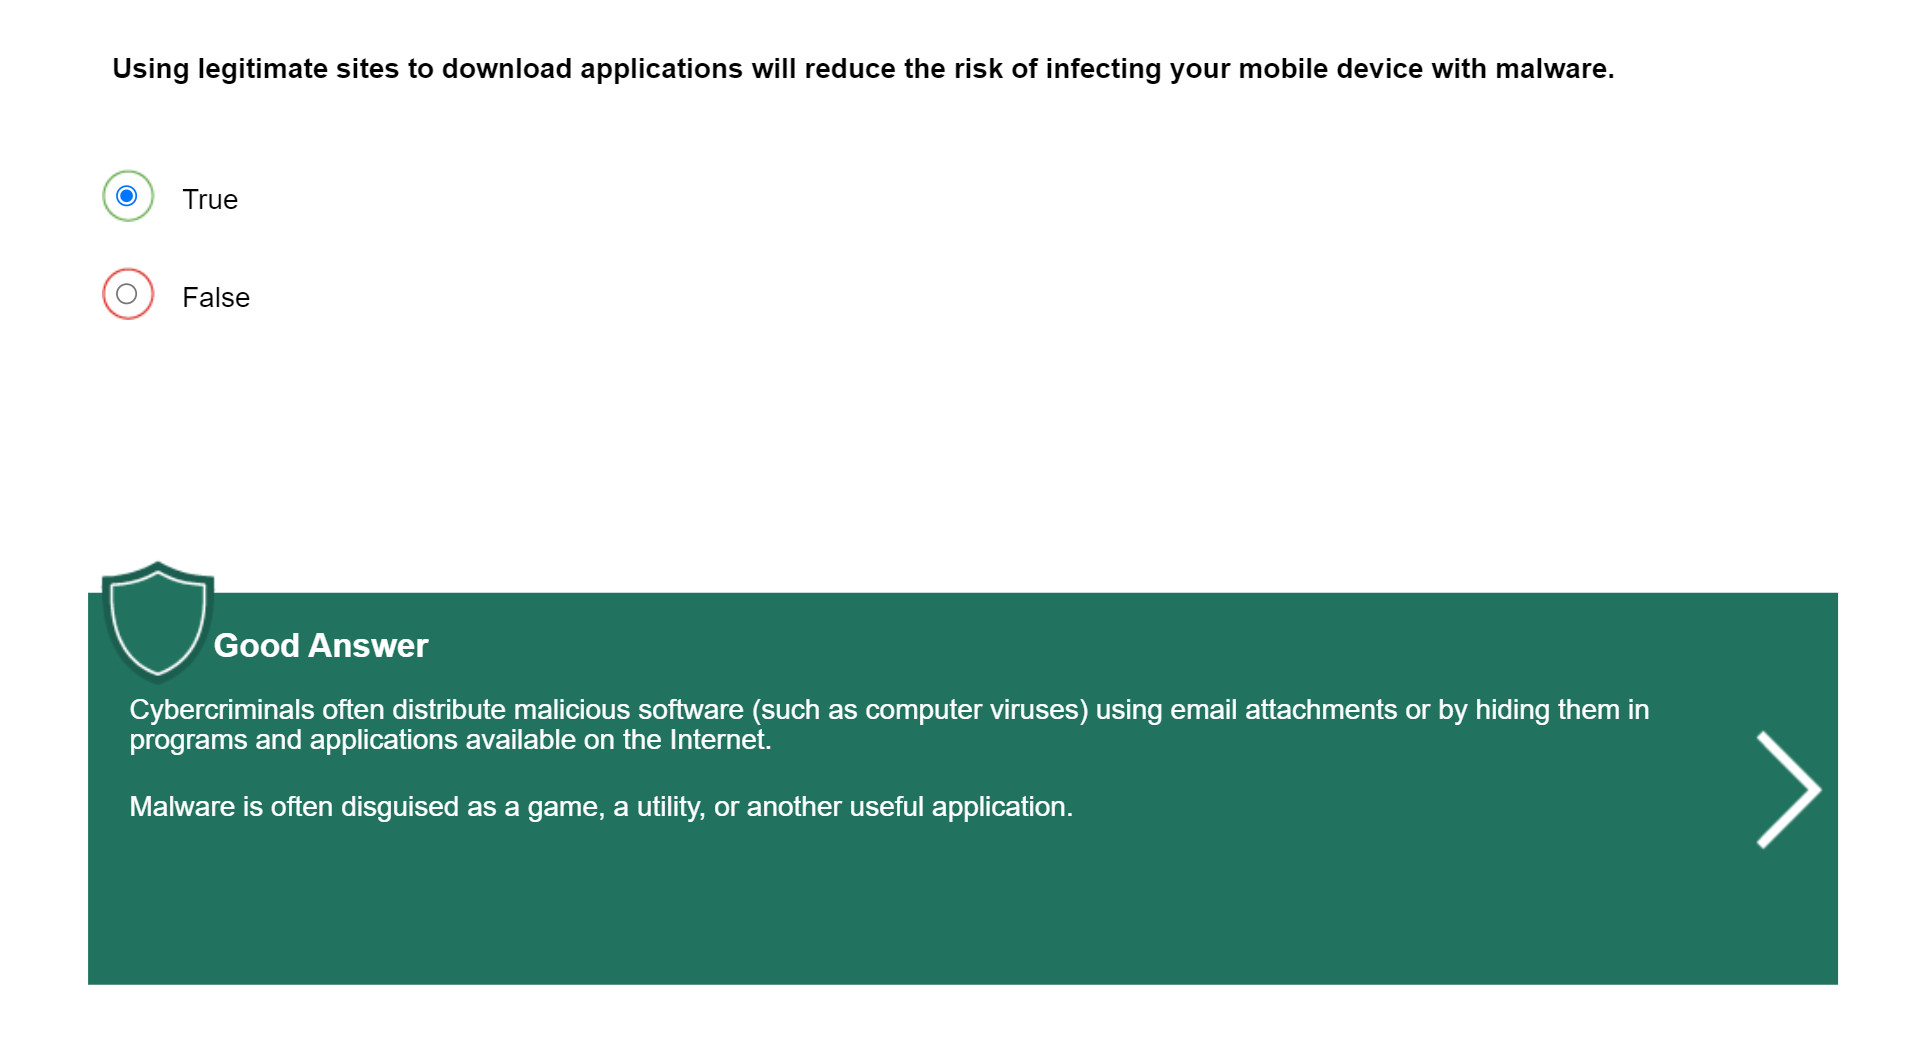 Using legitimate sites to download applications will reduce the risk of infecting your mobile device with malware.
True
False
Good Answer
Cybercriminals often distribute malicious software (such as computer viruses) using email attachments or by hiding them in
programs and applications available on the Internet.
Malware is often disguised as a game, a utility, or another useful application.